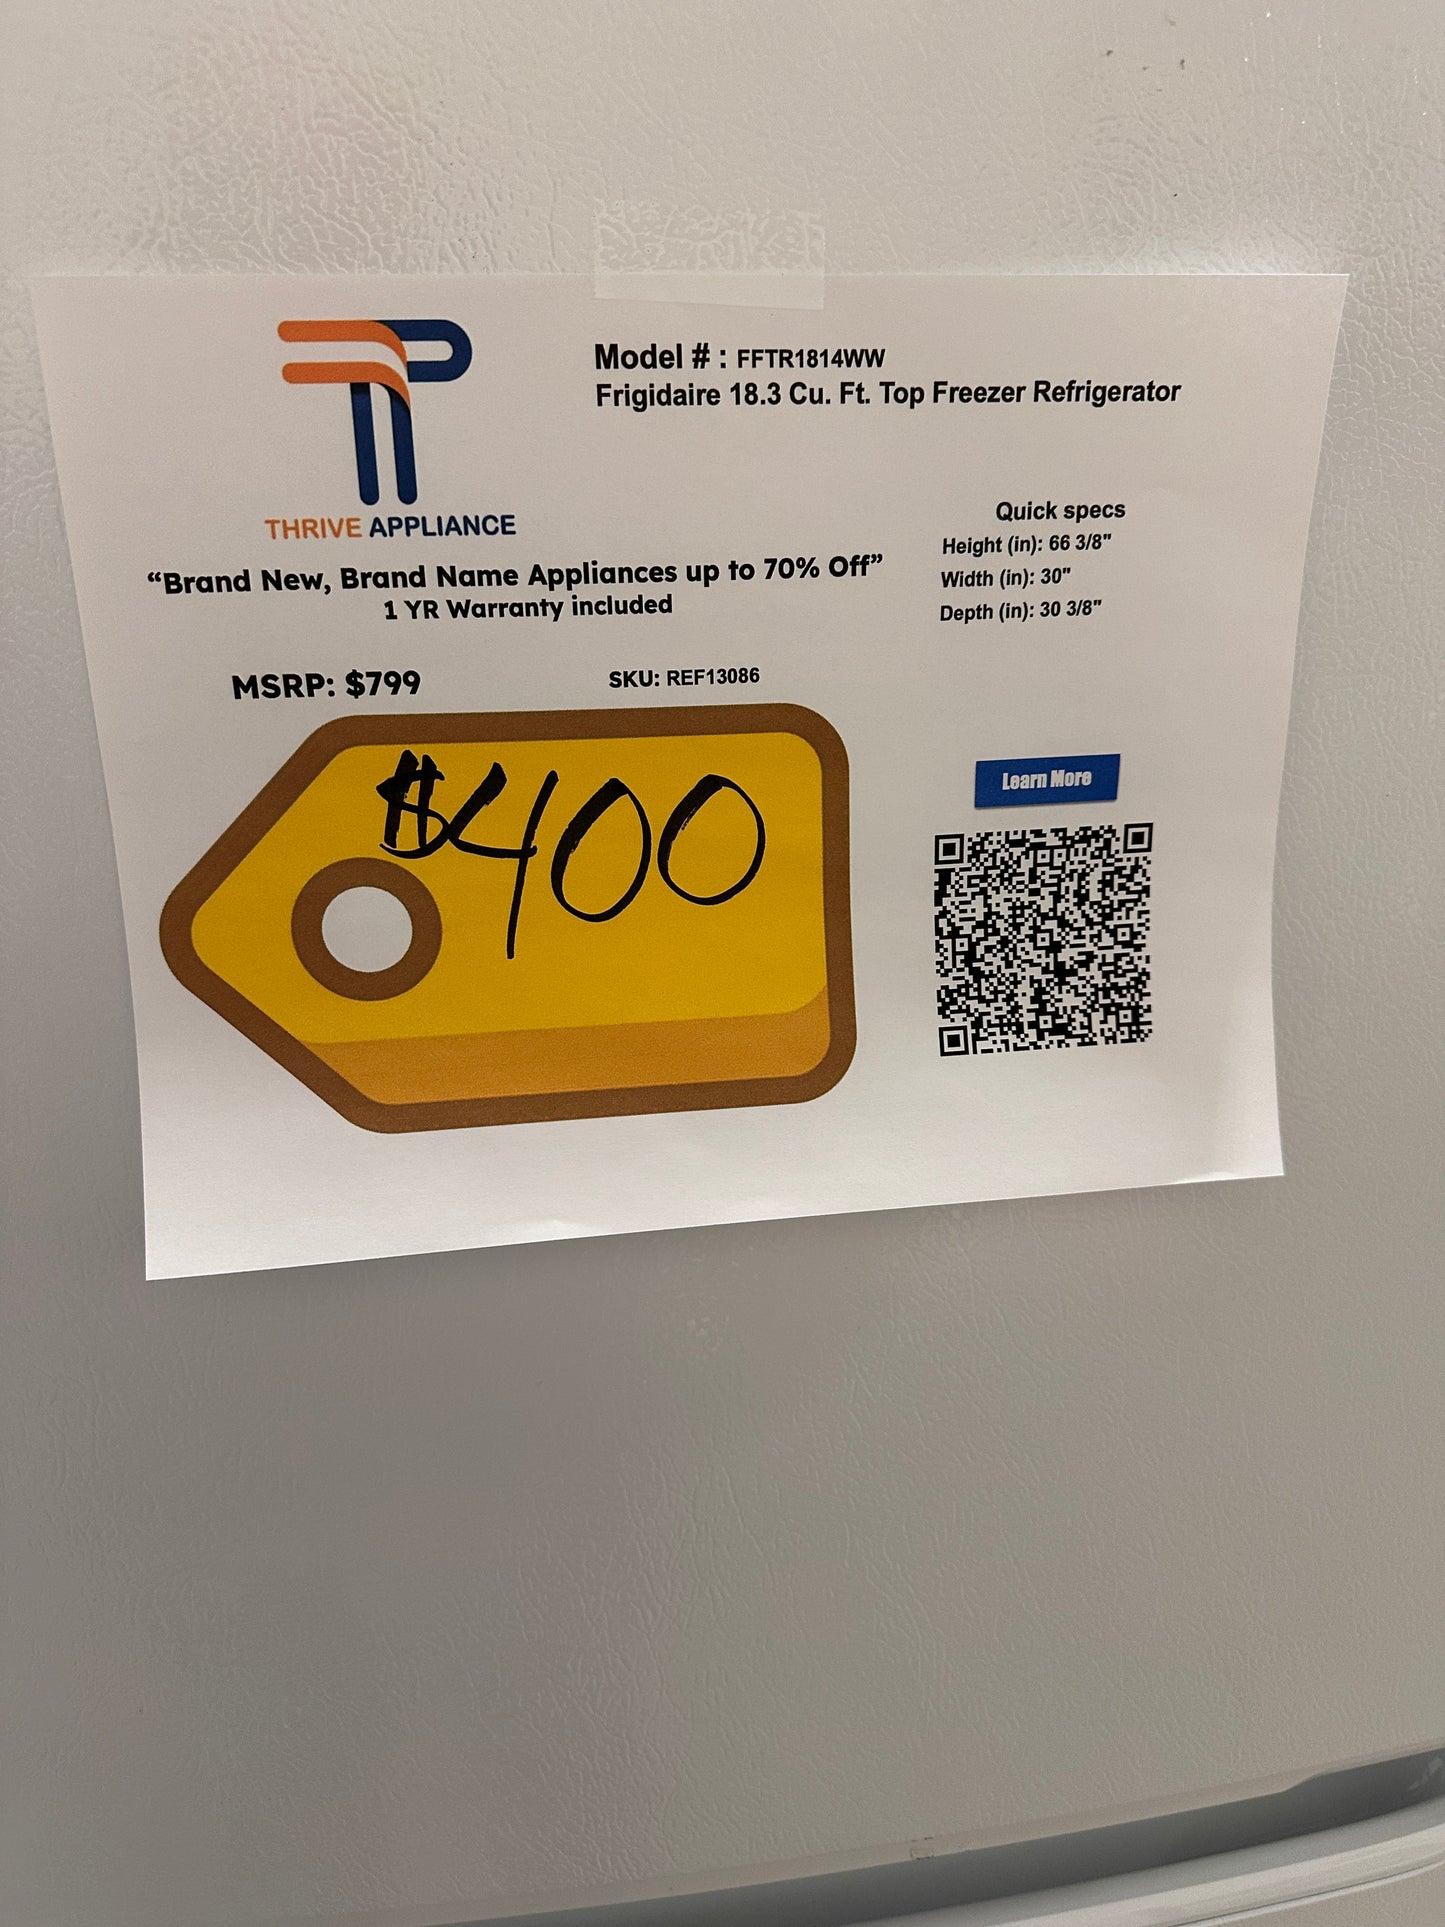 Model # : FFTR1814WW
Frigidaire 18.3 Cu. Ft. Top Freezer Refrigerator
THRIVE APPLIANCE
“Brand New, Brand Name Appliances up to 70% Off”
1 YR Warranty included
Quick specs
Height (in): 66 3/8"
Width (in): 30"
Depth (in): 30 3/8"
MSRP: $799
SKU: REF13086
$400
Learn More